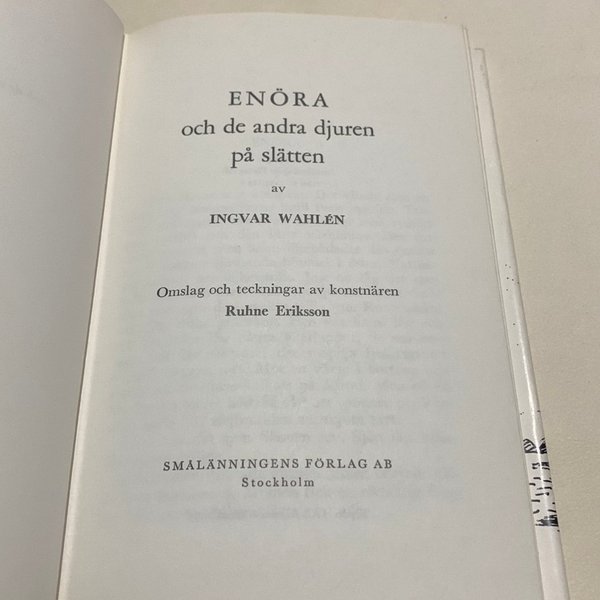 ENÖRA
och de andra djuren
på slätten
av
INGVAR WAHLÉN
Omslag och teckningar av konstnären
Ruhne Eriksson
SMÅLÄNNINGENS FÖRLAG AB
Stockholm